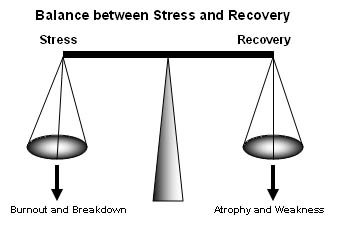 Balance between Stress and Recovery
Stress
Recovery
Burnout and Breakdown
Atrophy and Weakness